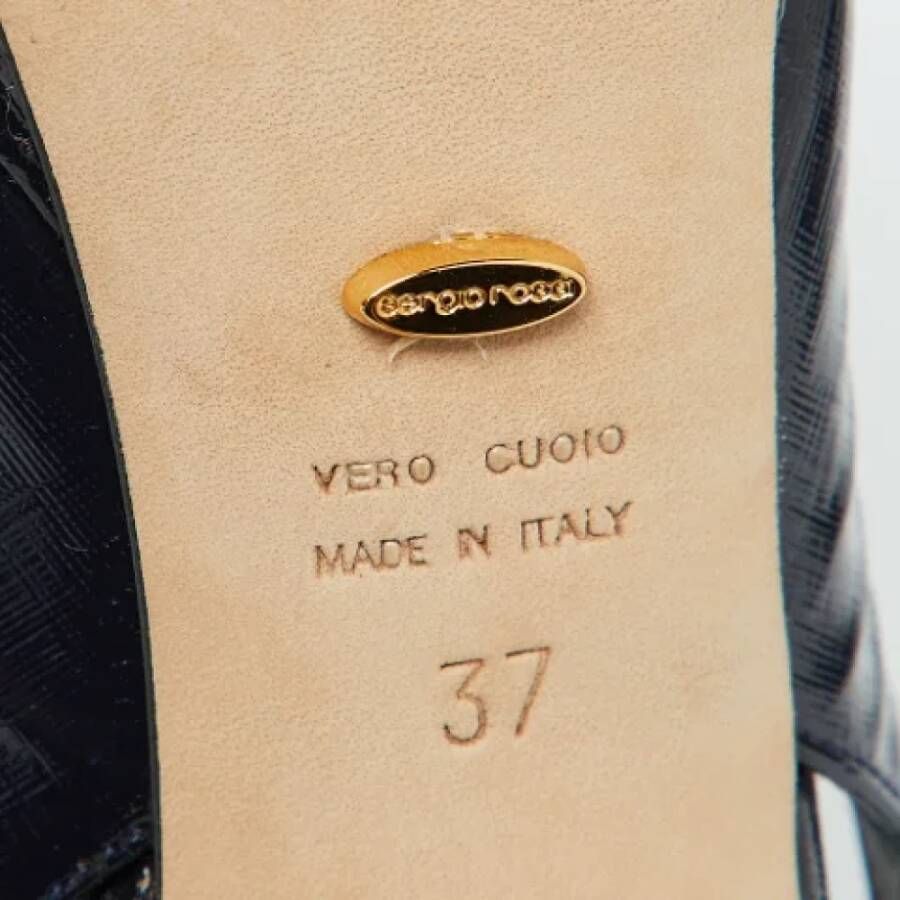 sergio rossi
VERO CUOIO
MADE IN ITALY
37